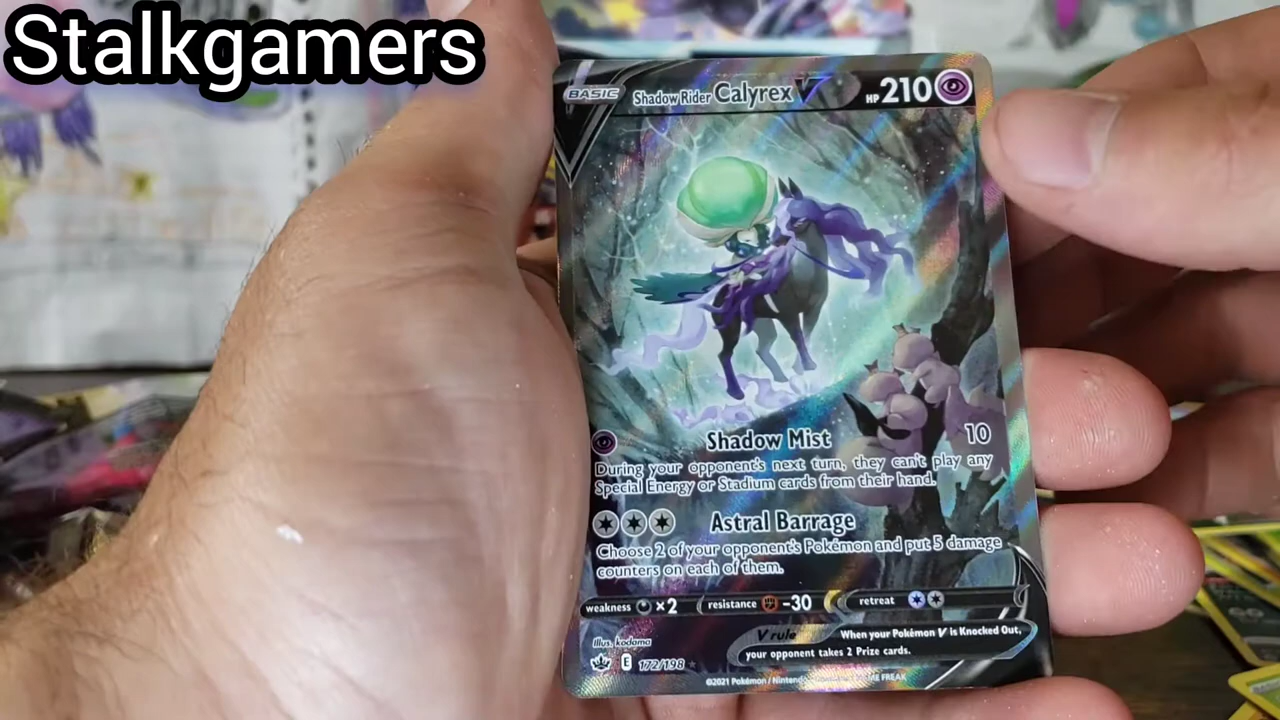 Stalkgamers
BASIC Shadow Rider Calyrex V HP 210
Shadow Mist 10
During your opponent's next turn, they can't play any
Special Energy or Stadium cards from their hand.
Astral Barrage
Choose 2 of your opponent's Pokémon and put 5 damage
counters on each of them.
weakness ×2 resistance -30 retreat
V rule When your Pokémon V is Knocked Out,
your opponent takes 2 Prize cards.
Illus. kodama
E 172/198
©2021 Pokémon / Nintendo FREAK